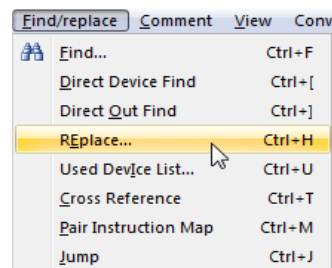 Find/replace Comment View Conv
Find... Ctrl+F
Direct Device Find Ctrl+[
Direct Out Find Ctrl+]
REplace... Ctrl+H
Used DevIce List... Ctrl+U
Cross Reference Ctrl+T
Pair Instruction Map Ctrl+M
Jump Ctrl+J